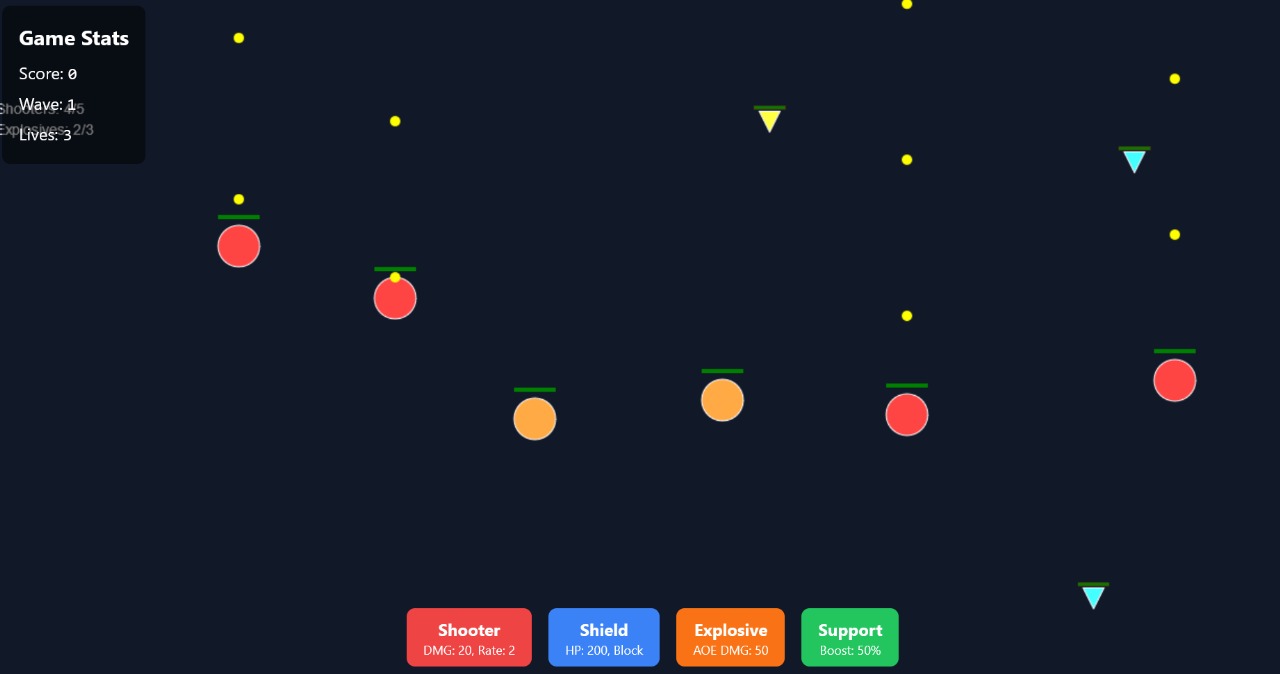 Game Stats
Score: 0
Wave: 1
Shooters: 4/5
Explosives: 2/3
Lives: 3
Shooter
DMG: 20, Rate: 2
Shield
HP: 200, Block
Explosive
AOE DMG: 50
Support
Boost: 50%